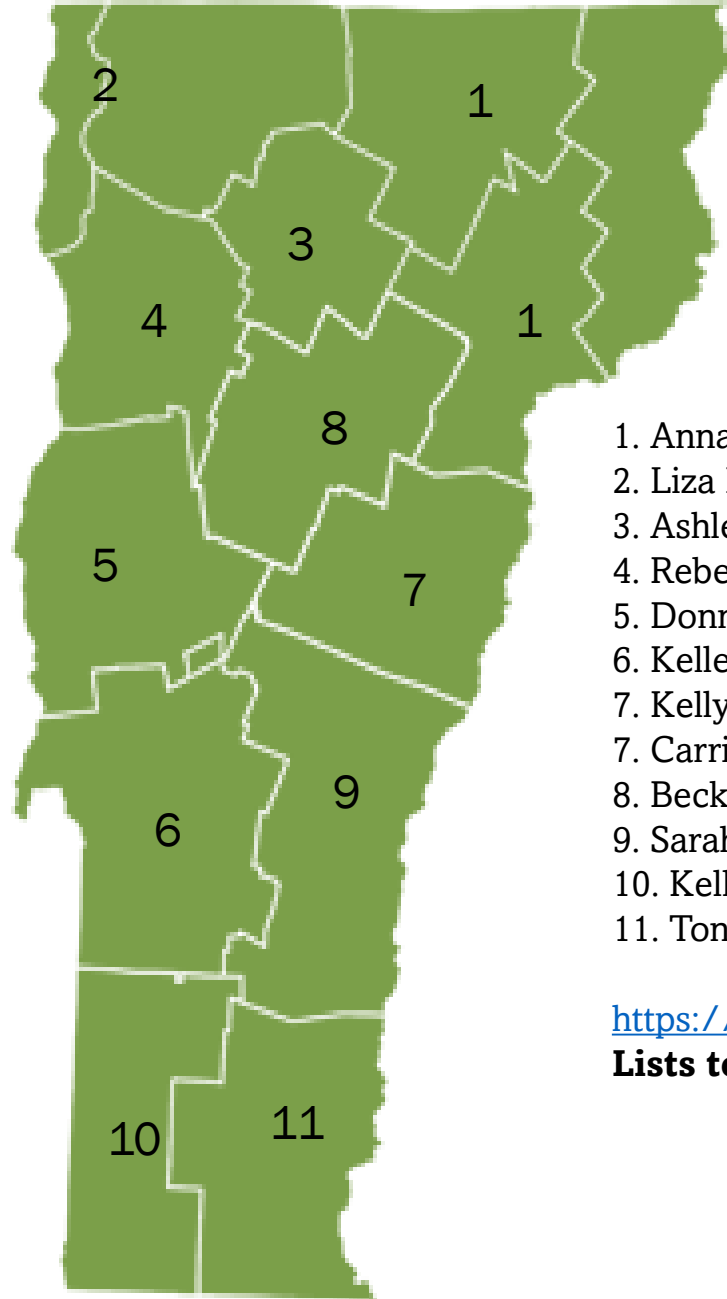 2
1
3
4
1
8
5
7
9
6
10
11
1. Anna
2. Liza
3. Ashle
4. Rebe
5. Donn
6. Kelle
7. Kelly
7. Carri
8. Beck
9. Sarah
10. Kell
11. Ton
https://
Lists to